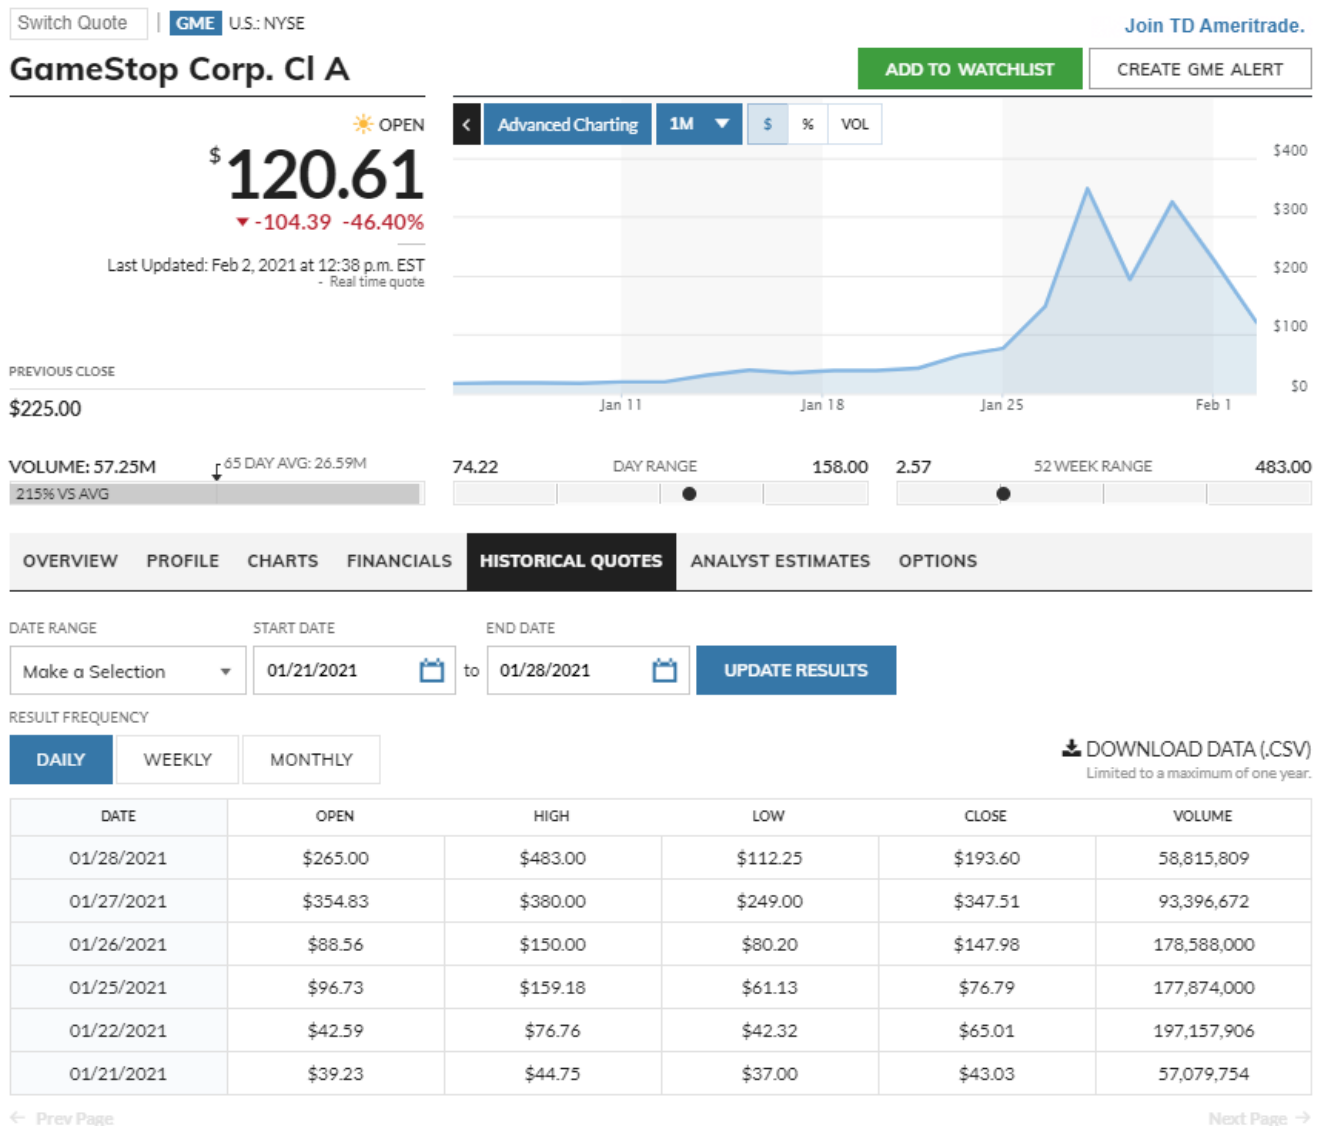 Switch Quote | GME U.S.: NYSE
Join TD Ameritrade.
GameStop Corp. Cl A
ADD TO WATCHLIST
CREATE GME ALERT
OPEN
$120.61
-104.39 -46.40%
Last Updated: Feb 2, 2021 at 12:38 p.m. EST
- Real time quote
PREVIOUS CLOSE
$225.00
< Advanced Charting 1M $ % VOL
$400
$300
$200
$100
$0
Jan 11 Jan 18 Jan 25 Feb 1
VOLUME: 57.25M 65 DAY AVG: 26.59M
215% VS AVG
74.22 DAY RANGE 158.00
2.57 52 WEEK RANGE 483.00
OVERVIEW PROFILE CHARTS FINANCIALS HISTORICAL QUOTES ANALYST ESTIMATES OPTIONS
DATE RANGE START DATE END DATE
Make a Selection 01/21/2021 to 01/28/2021 UPDATE RESULTS
RESULT FREQUENCY
DAILY WEEKLY MONTHLY
DOWNLOAD DATA (.CSV)
Limited to a maximum of one year.
DATE OPEN HIGH LOW CLOSE VOLUME
01/28/2021 $265.00 $483.00 $112.25 $193.60 58,815,809
01/27/2021 $354.83 $380.00 $249.00 $347.51 93,396,672
01/26/2021 $88.56 $150.00 $80.20 $147.98 178,588,000
01/25/2021 $96.73 $159.18 $61.13 $76.79 177,874,000
01/22/2021 $42.59 $76.76 $42.32 $65.01 197,157,906
01/21/2021 $39.23 $44.75 $37.00 $43.03 57,079,754
← Prev Page Next Page →